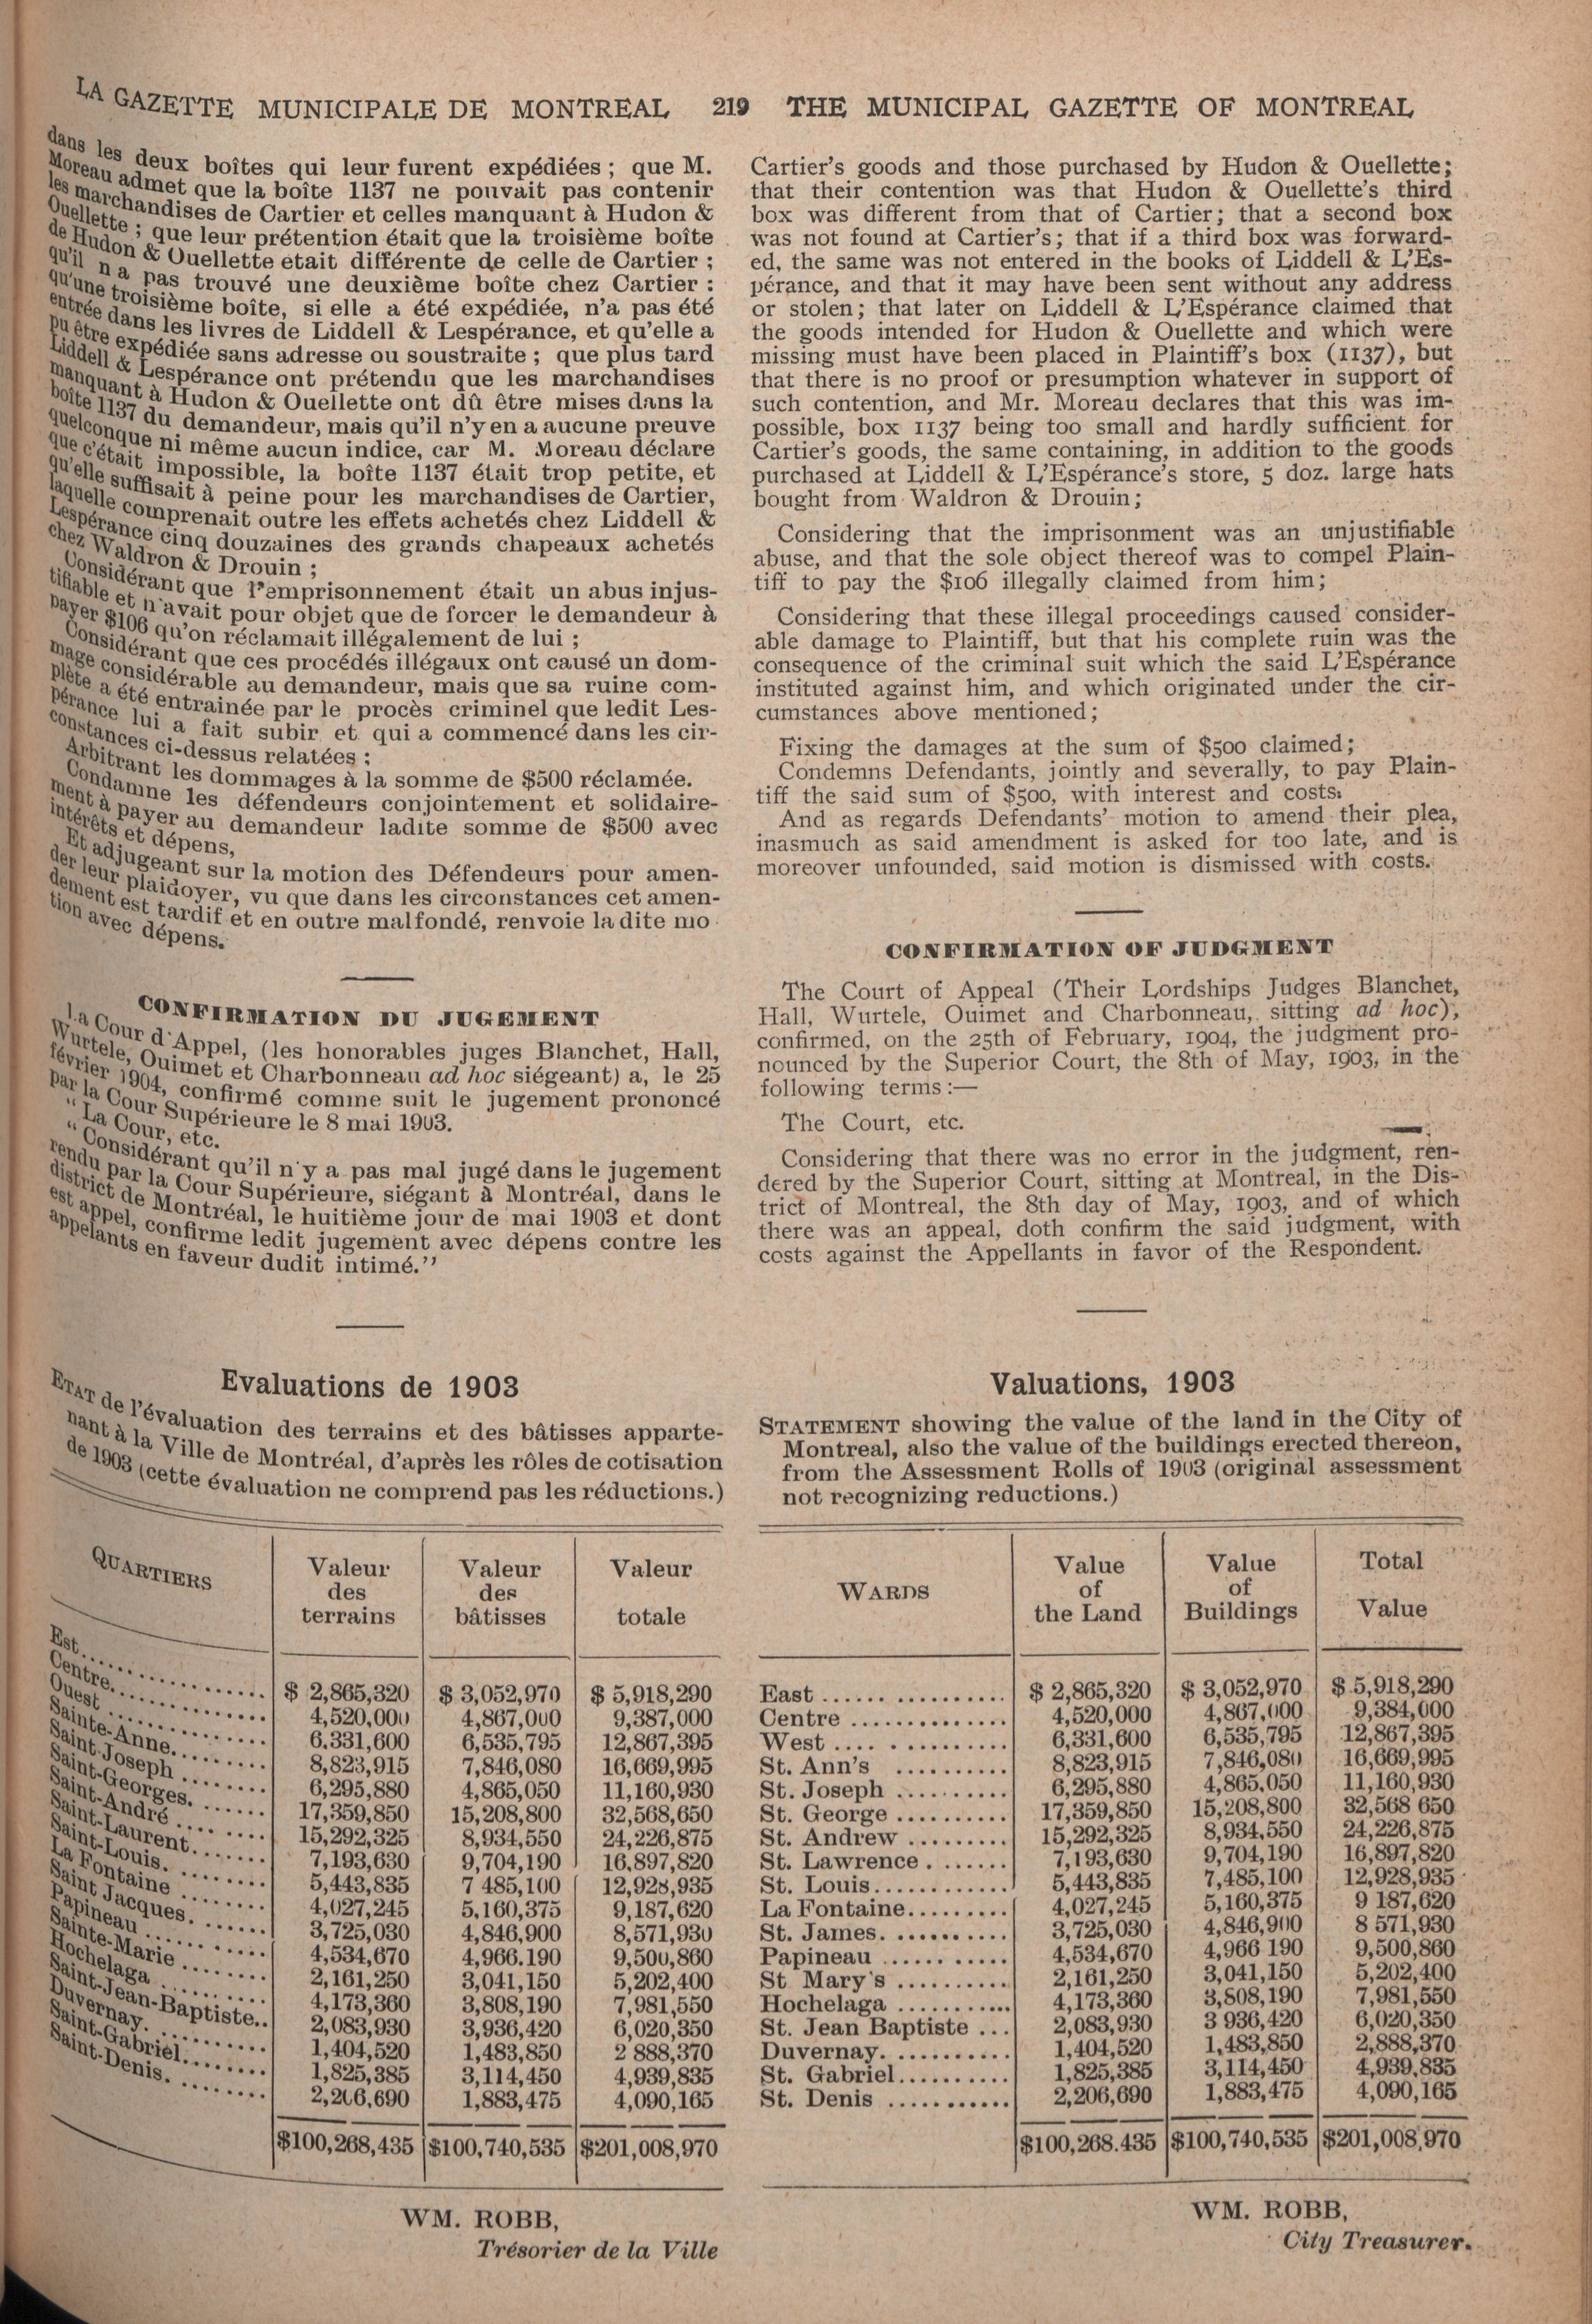 LA GAZETTE MUNICIPALE DE MONTREAL 219 THE MUNICIPAL GAZETTE OF MONTREAL
dans les deux boîtes qui leur furent expédiées ; que M.
Moreau admet que la boîte 1137 ne pouvait pas contenir
les marchandises de Cartier et celles manquant à Hudon &
Ouellette ; que leur prétention était que la troisième boîte
de Hudon & Ouellette etait différente de celle de Cartier ;
qu'il n'a pas trouvé une deuxième boîte chez Cartier :
qu'une troisième boîte, si elle a été expédiée, n'a pas été
entrée dans les livres de Liddell & Lespérance, et qu'elle a
pu être expédiée sans adresse ou soustraite ; que plus tard
Liddell & Lespérance ont prétendu que les marchandises
manquant à Hudon & Ouellette ont dû être mises dans la
boîte 1137 du demandeur, mais qu'il n'y en a aucune preuve
quelconque ni même aucun indice, car M. Moreau déclare
que c'était impossible, la boîte 1137 était trop petite, et
qu'elle suffisait à peine pour les marchandises de Cartier,
laquelle comprenait outre les effets achetés chez Liddell &
Lespérance cinq douzaines des grands chapeaux achetés
chez Waldron & Drouin ;
Considérant que l'emprisonnement était un abus injus-
tifiable et n'avait pour objet que de forcer le demandeur à
payer $106 qu'on réclamait illégalement de lui ;
Considérant que ces procédés illégaux ont causé un dom-
mage considérable au demandeur, mais que sa ruine com-
plète a été entrainée par le procès criminel que ledit Les-
pérance lui a fait subir et qui a commencé dans les cir-
constances ci-dessus relatées ;
Arbitrant les dommages à la somme de $500 réclamée.
Condamne les défendeurs conjointement et solidaire-
ment à payer au demandeur ladite somme de $500 avec
intérêts et dépens,
Et adjugeant sur la motion des Défendeurs pour amen-
der leur plaidoyer, vu que dans les circonstances cet amen-
dement est tardif et en outre mal fondé, renvoie la dite mo
tion avec dépens.
CONFIRMATION DU JUGEMENT
La Cour d'Appel, (les honorables juges Blanchet, Hall,
Wurtele, Ouimet et Charbonneau ad hoc siégeant) a, le 25
février 1904, confirmé comme suit le jugement prononcé
par la Cour Supérieure le 8 mai 1903.
" La Cour, etc.
" Considérant qu'il n'y a pas mal jugé dans le jugement
rendu par la Cour Supérieure, siégant à Montréal, dans le
district de Montréal, le huitième jour de mai 1903 et dont
est appel, confirme ledit jugement avec dépens contre les
appelants en faveur dudit intimé."
Evaluations de 1903
ETAT de l'évaluation des terrains et des bâtisses apparte-
nant à la Ville de Montréal, d'après les rôles de cotisation
de 1903 (cette évaluation ne comprend pas les réductions.)
QUARTIERS Valeur des terrains Valeur des bâtisses Valeur totale
Est $ 2,865,320 $ 3,052,970 $ 5,918,290
Centre 4,520,000 4,867,000 9,387,000
Ouest 6.331,600 6,535,795 12,867,395
Sainte-Anne 8,823,915 7,846,080 16,669,995
Saint-Joseph 6,295,880 4,865,050 11,160,930
Saint-Georges 17,359,850 15,208,800 32,568,650
Saint-André 15,292,325 8,934,550 24,226,875
Saint-Laurent 7,193,630 9,704,190 16,897,820
Saint-Louis 5,443,835 7 485,100 12,928,935
La Fontaine 4,027,245 5.160,375 9,187,620
Saint Jacques 3,725,030 4,846,900 8,571,930
Papineau 4,534,670 4,966.190 9,500,860
Sainte-Marie 2,161,250 3,041,150 5,202,400
Hochelaga 4,173,360 3,808,190 7,981,550
Saint-Jean-Baptiste.. 2,083,930 3,936,420 6,020,350
Duvernay 1,404,520 1,483,850 2 888,370
Saint-Gabriel 1,825,385 3,114,450 4,939,835
Saint-Denis 2,206,690 1,883,475 4,090,165
$100,268,435 $100,740,535 $201,008,970
WM. ROBB,
Trésorier de la Ville
Cartier's goods and those purchased by Hudon & Ouellette;
that their contention was that Hudon & Ouellette's third
box was different from that of Cartier; that a second box
was not found at Cartier's; that if a third box was forward-
ed, the same was not entered in the books of Liddell & L'Es-
pérance, and that it may have been sent without any address
or stolen; that later on Liddell & L'Espérance claimed that
the goods intended for Hudon & Ouellette and which were
missing must have been placed in Plaintiff's box (1137), but
that there is no proof or presumption whatever in support of
such contention, and Mr. Moreau declares that this was im-
possible, box 1137 being too small and hardly sufficient for
Cartier's goods, the same containing, in addition to the goods
purchased at Liddell & L'Espérance's store, 5 doz. large hats
bought from Waldron & Drouin;
Considering that the imprisonment was an unjustifiable
abuse, and that the sole object thereof was to compel Plain-
tiff to pay the $106 illegally claimed from him;
Considering that these illegal proceedings caused consider-
able damage to Plaintiff, but that his complete ruin was the
consequence of the criminal suit which the said L'Espérance
instituted against him, and which originated under the cir-
cumstances above mentioned;
Fixing the damages at the sum of $500 claimed;
Condemns Defendants, jointly and severally, to pay Plain-
tiff the said sum of $500, with interest and costs.
And as regards Defendants' motion to amend their plea,
inasmuch as said amendment is asked for too late, and is
moreover unfounded, said motion is dismissed with costs.
CONFIRMATION OF JUDGMENT
The Court of Appeal (Their Lordships Judges Blanchet,
Hall, Wurtele, Ouimet and Charbonneau, sitting ad hoc),
confirmed, on the 25th of February, 1904, the judgment pro-
nounced by the Superior Court, the 8th of May, 1903, in the
following terms:—
The Court, etc.
Considering that there was no error in the judgment, ren-
dered by the Superior Court, sitting at Montreal, in the Dis-
trict of Montreal, the 8th day of May, 1903, and of which
there was an appeal, doth confirm the said judgment, with
costs against the Appellants in favor of the Respondent.
Valuations, 1903
STATEMENT showing the value of the land in the City of
Montreal, also the value of the buildings erected thereon,
from the Assessment Rolls of 1903 (original assessment
not recognizing reductions.)
WARDS Value of the Land Value of Buildings Total Value
East $ 2,865,320 $ 3,052,970 $ 5,918,290
Centre 4,520,000 4,867,000 9,384,000
West 6,331,600 6,535,795 12,867,395
St. Ann's 8,823,915 7,846,080 16,669,995
St. Joseph 6,295,880 4,865,050 11,160,930
St. George 17,359,850 15,208,800 32,568 650
St. Andrew 15,292,325 8,934,550 24,226,875
St. Lawrence 7,193,630 9,704,190 16,897,820
St. Louis 5,443,835 7,485,100 12,928,935
La Fontaine 4,027,245 5,160,375 9 187,620
St. James 3,725,030 4,846,900 8 571,930
Papineau 4,534,670 4,966 190 9,500,860
St Mary's 2,161,250 3,041,150 5,202,400
Hochelaga 4,173,360 3,808,190 7,981,550
St. Jean Baptiste ... 2,083,930 3 936,420 6,020,350
Duvernay 1,404,520 1,483,850 2,888,370
St. Gabriel 1,825,385 3,114,450 4,939,835
St. Denis 2,206,690 1,883,475 4,090,165
$100,268.435 $100,740,535 $201,008,970
WM. ROBB,
City Treasurer.